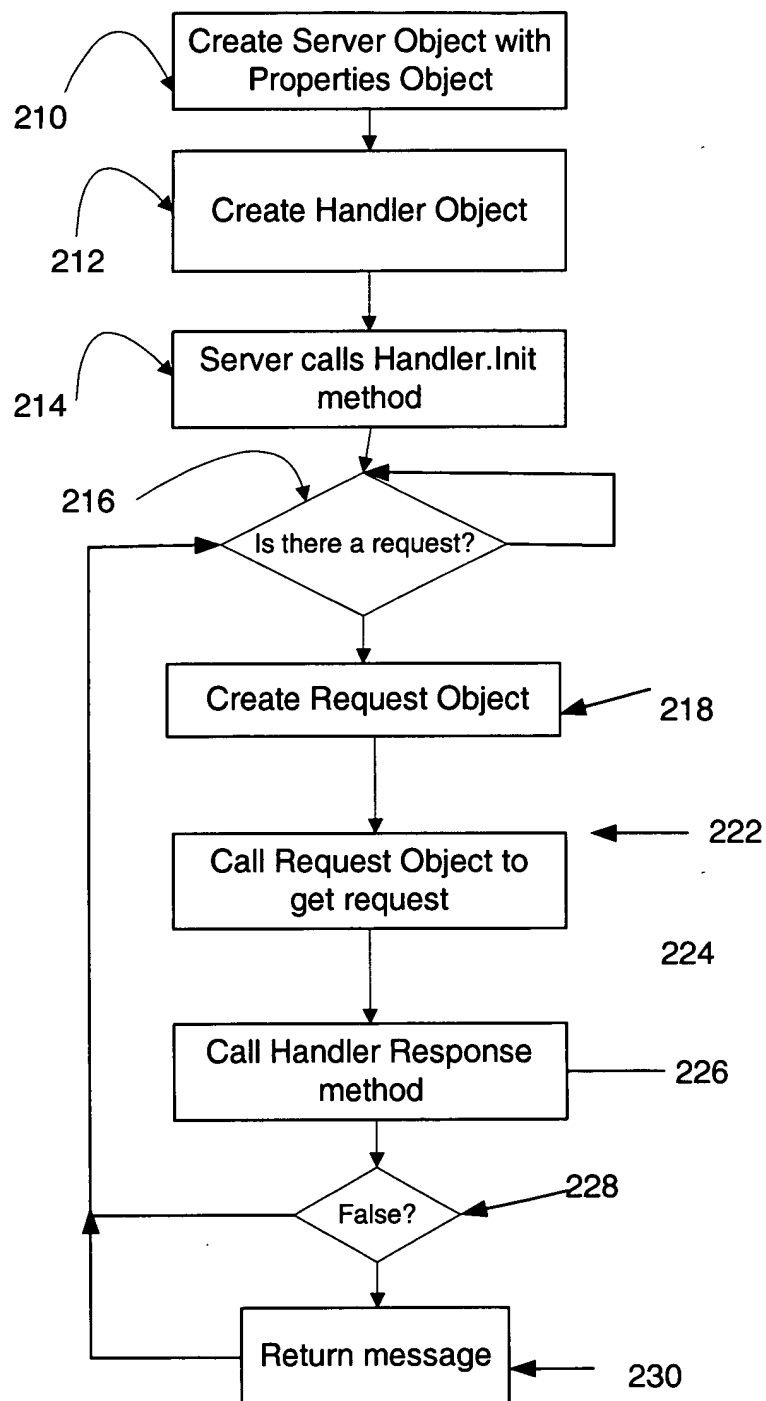 Create Server Object with
Properties Object
210
Create Handler Object
212
Server calls Handler.Init
method
214
216
Is there a request?
Create Request Object
218
222
Call Request Object to
get request
224
Call Handler Response
method
226
228
False?
Return message
230